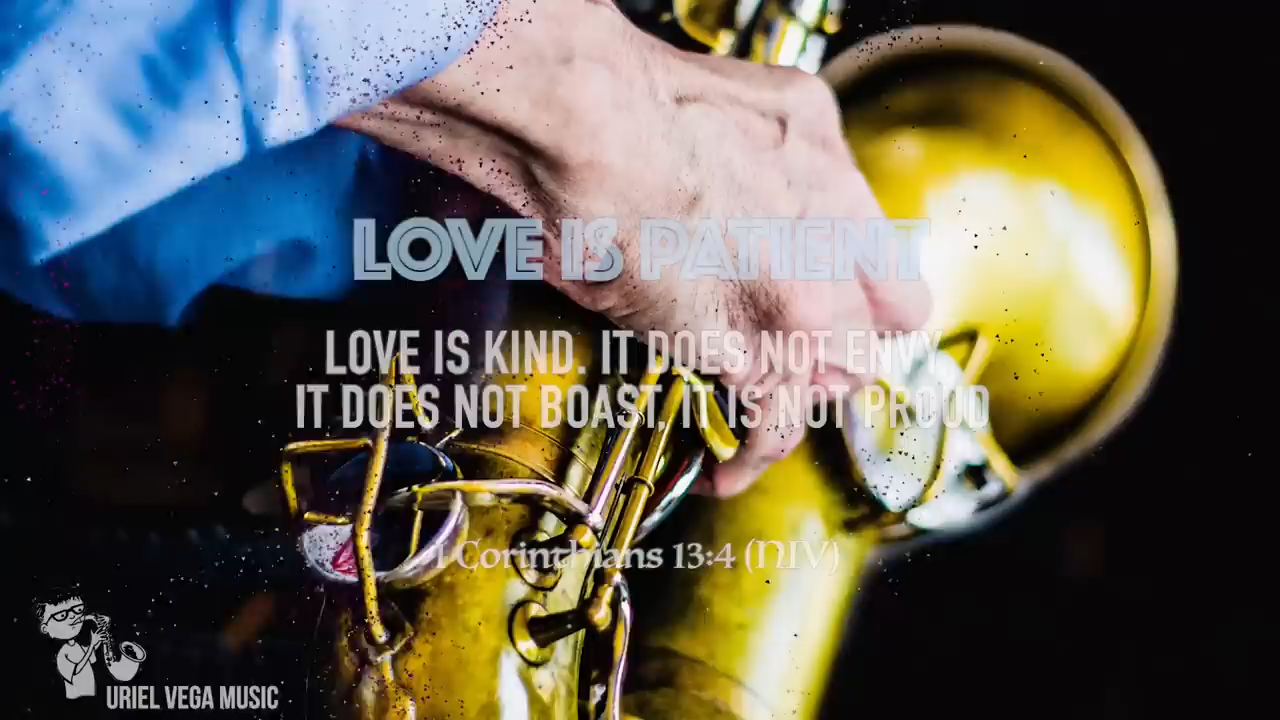 LOVE IS PATIENT
LOVE IS KIND. IT DOES NOT ENVY
IT DOES NOT BOAST, IT IS NOT PROUD
1 Corinthians 13:4 (NIV)
URIEL VEGA MUSIC